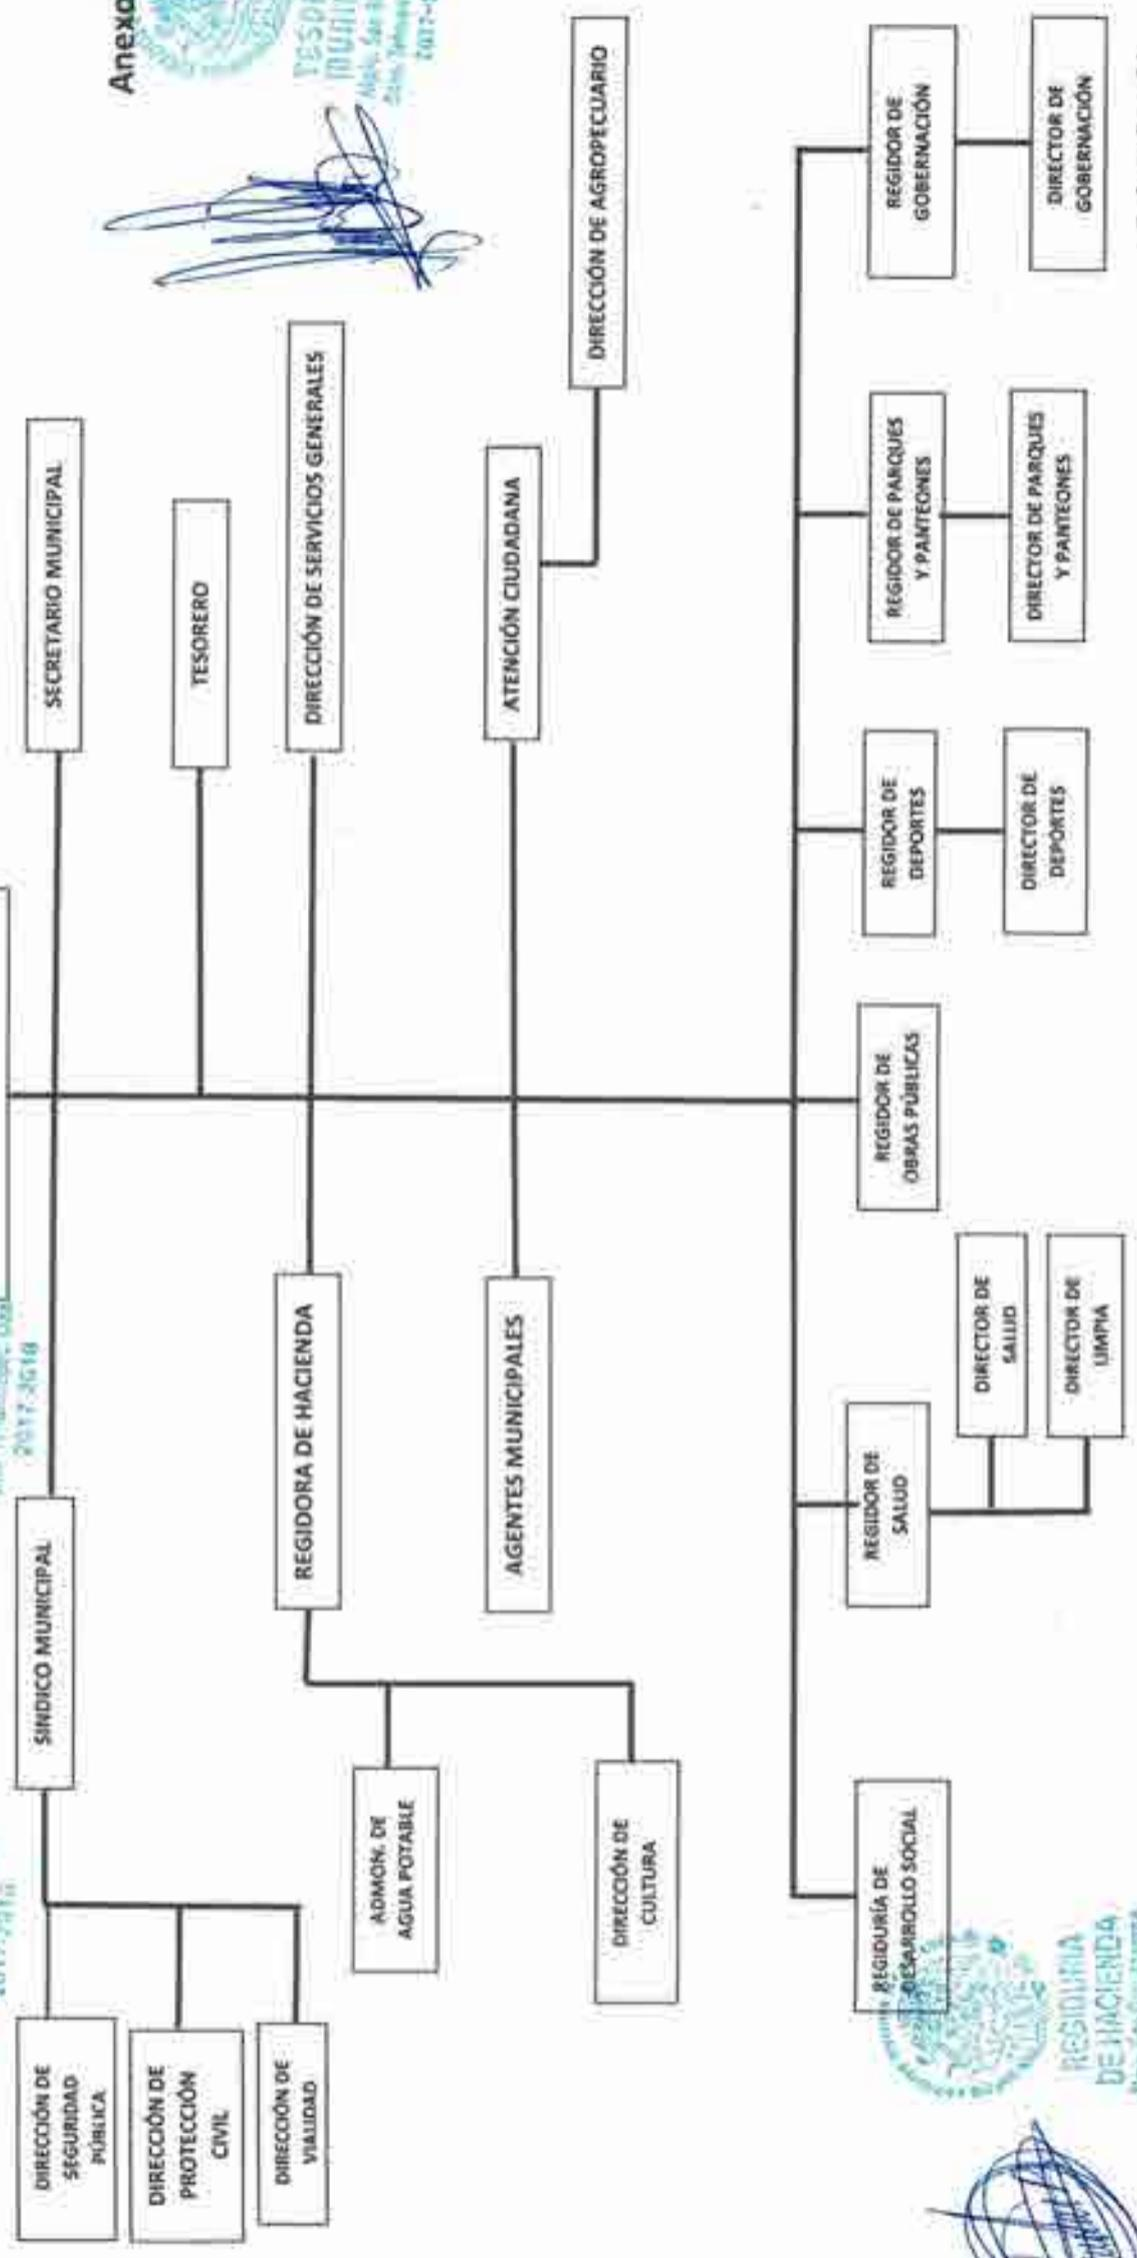 Anexo
2017-2018
SECRETARIO MUNICIPAL
SINDICO MUNICIPAL
DIRECCIÓN DE
SEGURIDAD
PÚBLICA
DIRECCIÓN DE
PROTECCIÓN
CIVIL
DIRECCIÓN DE
VIALIDAD
TESORERO
DIRECCIÓN DE SERVICIOS GENERALES
REGIDORA DE HACIENDA
ADMON. DE
AGUA POTABLE
DIRECCIÓN DE
CULTURA
ATENCIÓN CIUDADANA
AGENTES MUNICIPALES
DIRECCIÓN DE AGROPECUARIO
REGIDURÍA DE
DESARROLLO SOCIAL
REGIDOR DE
SALUD
DIRECTOR DE
SALUD
DIRECTOR DE
LIMPIA
REGIDOR DE
OBRAS PÚBLICAS
REGIDOR DE
DEPORTES
DIRECTOR DE
DEPORTES
REGIDOR DE PARQUES
Y PANTEONES
DIRECTOR DE PARQUES
Y PANTEONES
REGIDOR DE
GOBERNACIÓN
DIRECTOR DE
GOBERNACIÓN
REGIDURIA
DE HACIENDA